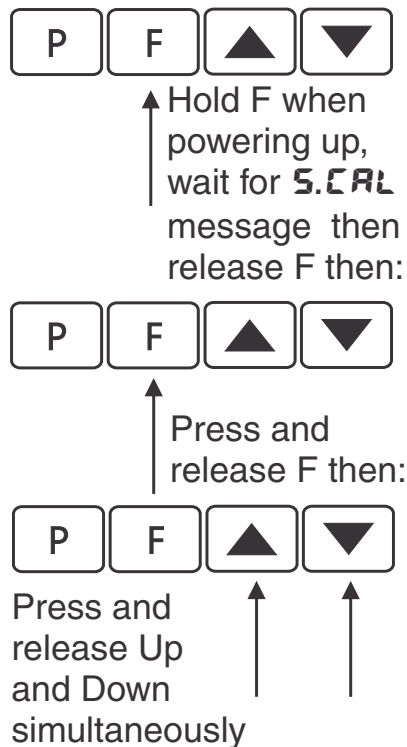 P F ▲ ▼
Hold F when
powering up,
wait for S.CAL
message then
release F then:
P F ▲ ▼
Press and
release F then:
P F ▲ ▼
Press and
release Up
and Down
simultaneously